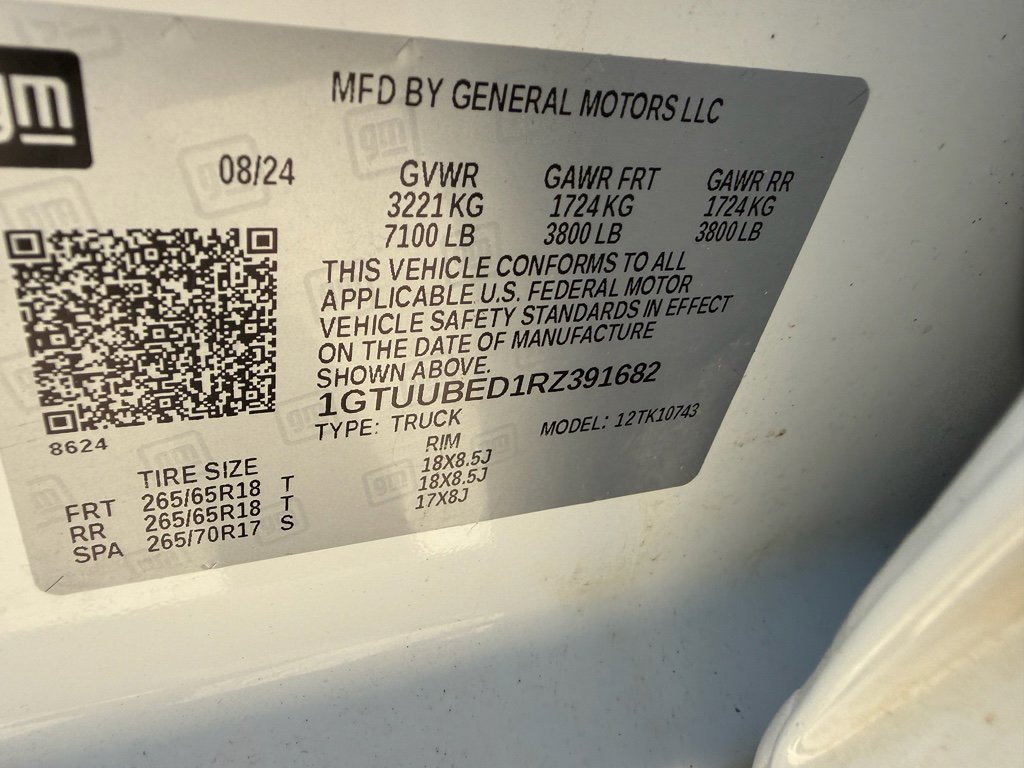 gm
MFD BY GENERAL MOTORS LLC
08/24 GVWR GAWR FRT GAWR RR
3221 KG 1724 KG 1724 KG
7100 LB 3800 LB 3800 LB
THIS VEHICLE CONFORMS TO ALL
APPLICABLE U.S. FEDERAL MOTOR
VEHICLE SAFETY STANDARDS IN EFFECT
ON THE DATE OF MANUFACTURE
SHOWN ABOVE.
1GTUUBED1RZ391682
TYPE: TRUCK MODEL: 12TK10743
8624
TIRE SIZE RIM
FRT 265/65R18 T 18X8.5J
RR 265/65R18 T 18X8.5J
SPA 265/70R17 S 17X8J